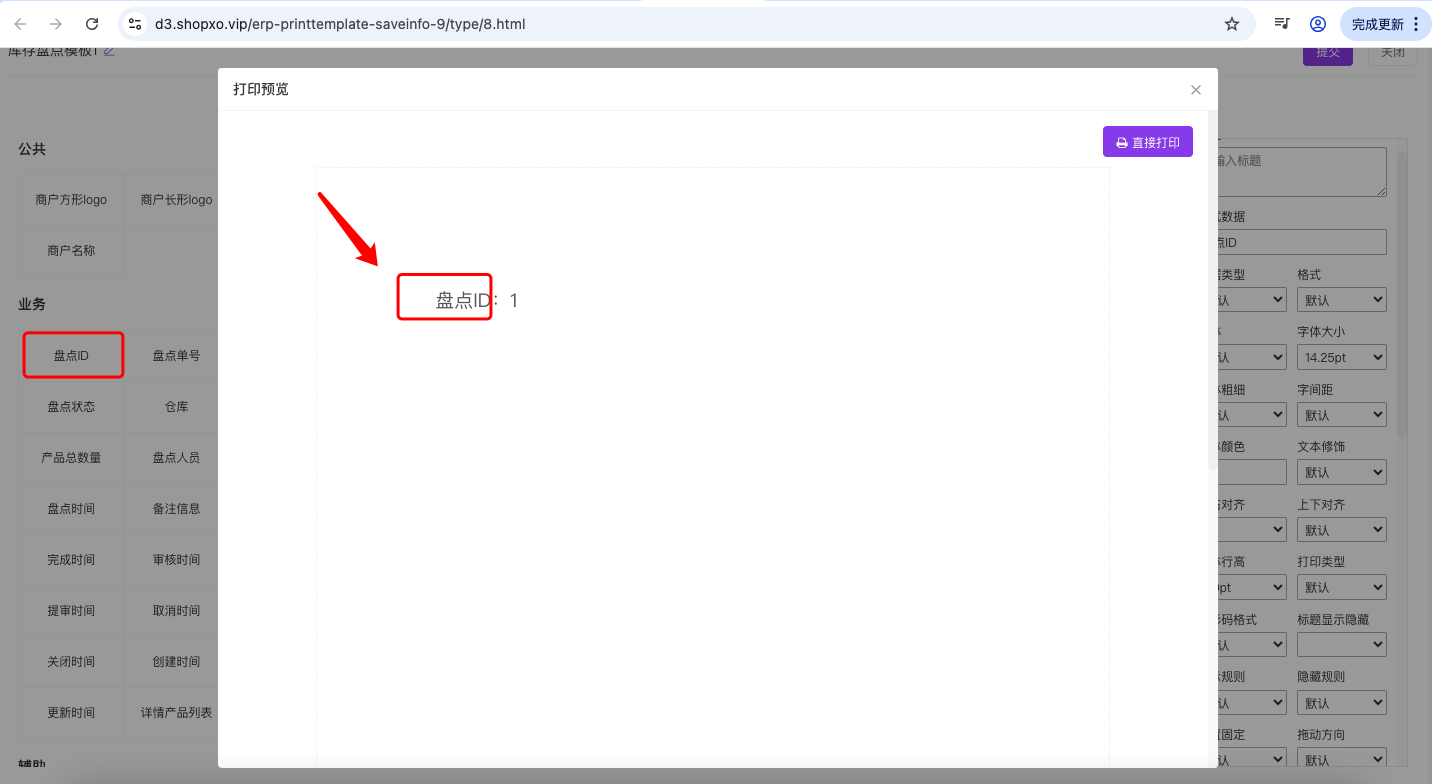 d3.shopxo.vip/erp-printtemplate-saveinfo-9/type/8.html
完成更新
库存盘点模板1
提交
关闭
打印预览
直接打印
盘点ID：1
公共
商户方形logo
商户长形logo
商户名称
业务
盘点ID
盘点单号
盘点状态
仓库
产品总数量
盘点人员
盘点时间
备注信息
完成时间
审核时间
提审时间
取消时间
关闭时间
创建时间
更新时间
详情产品列表
辅助
输入标题
数据
点ID
类型
格式
认
默认
字体大小
认
14.25pt
粗细
字间距
认
默认
颜色
文本修饰
默认
对齐
上下对齐
默认
行高
打印类型
pt
默认
码格式
标题显示隐藏
认
规则
隐藏规则
认
默认
固定
拖动方向
认
默认